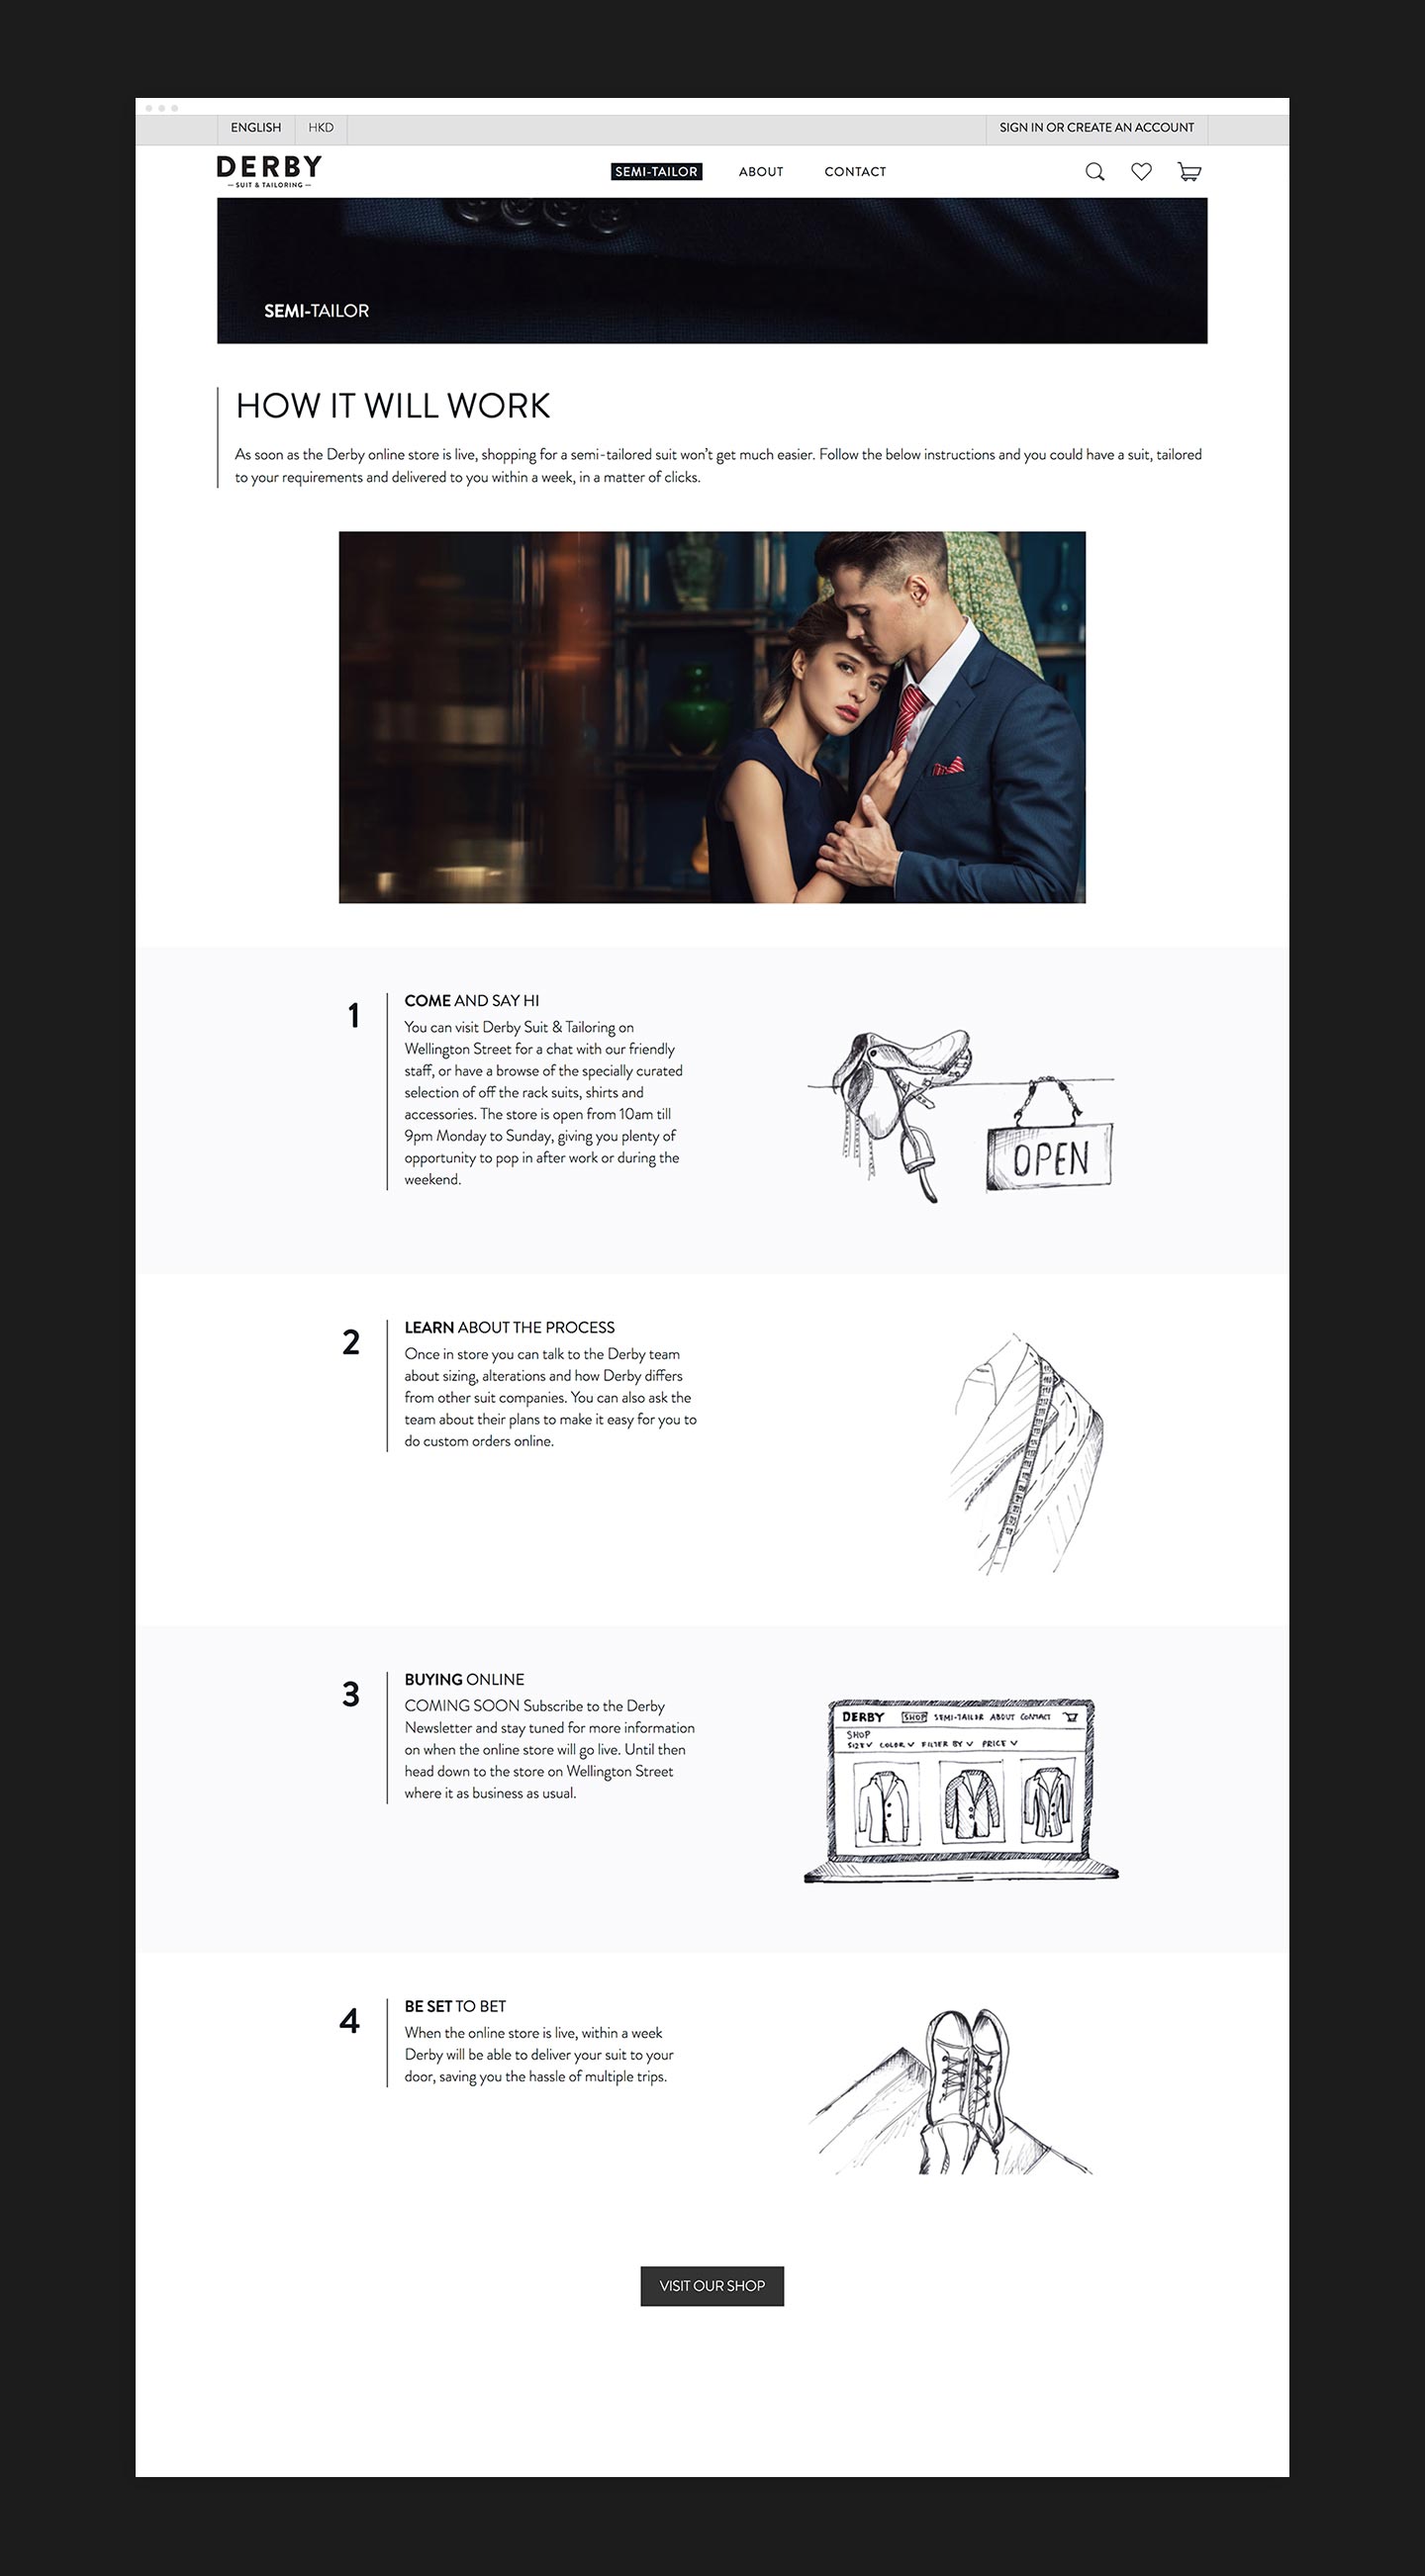 ENGLISH
HKD
SIGN IN OR CREATE AN ACCOUNT
DERBY
SUIT & TAILORING
SEMI-TAILOR
ABOUT
CONTACT
SEMI-TAILOR
HOW IT WILL WORK
As soon as the Derby online store is live, shopping for a semi-tailored suit won't get much easier. Follow the below instructions and you could have a suit, tailored
to your requirements and delivered to you within a week, in a matter of clicks.
1
COME AND SAY HI
You can visit Derby Suit & Tailoring on
Wellington Street for a chat with our friendly
staff, or have a browse of the specially curated
selection of off the rack suits, shirts and
accessories. The store is open from 10am till
9pm Monday to Sunday, giving you plenty of
opportunity to pop in after work or during the
weekend.
OPEN
2
LEARN ABOUT THE PROCESS
Once in store you can talk to the Derby team
about sizing, alterations and how Derby differs
from other suit companies. You can also ask the
team about their plans to make it easy for you to
do custom orders online.
3
BUYING ONLINE
COMING SOON Subscribe to the Derby
Newsletter and stay tuned for more information
on when the online store will go live. Until then
head down to the store on Wellington Street
where it as business as usual.
DERBY SHOP SEMI-TAILOR ABOUT CONTACT
SHOP
SIZE COLOR FILTER BY PRICE
4
BE SET TO BET
When the online store is live, within a week
Derby will be able to deliver your suit to your
door, saving you the hassle of multiple trips.
VISIT OUR SHOP